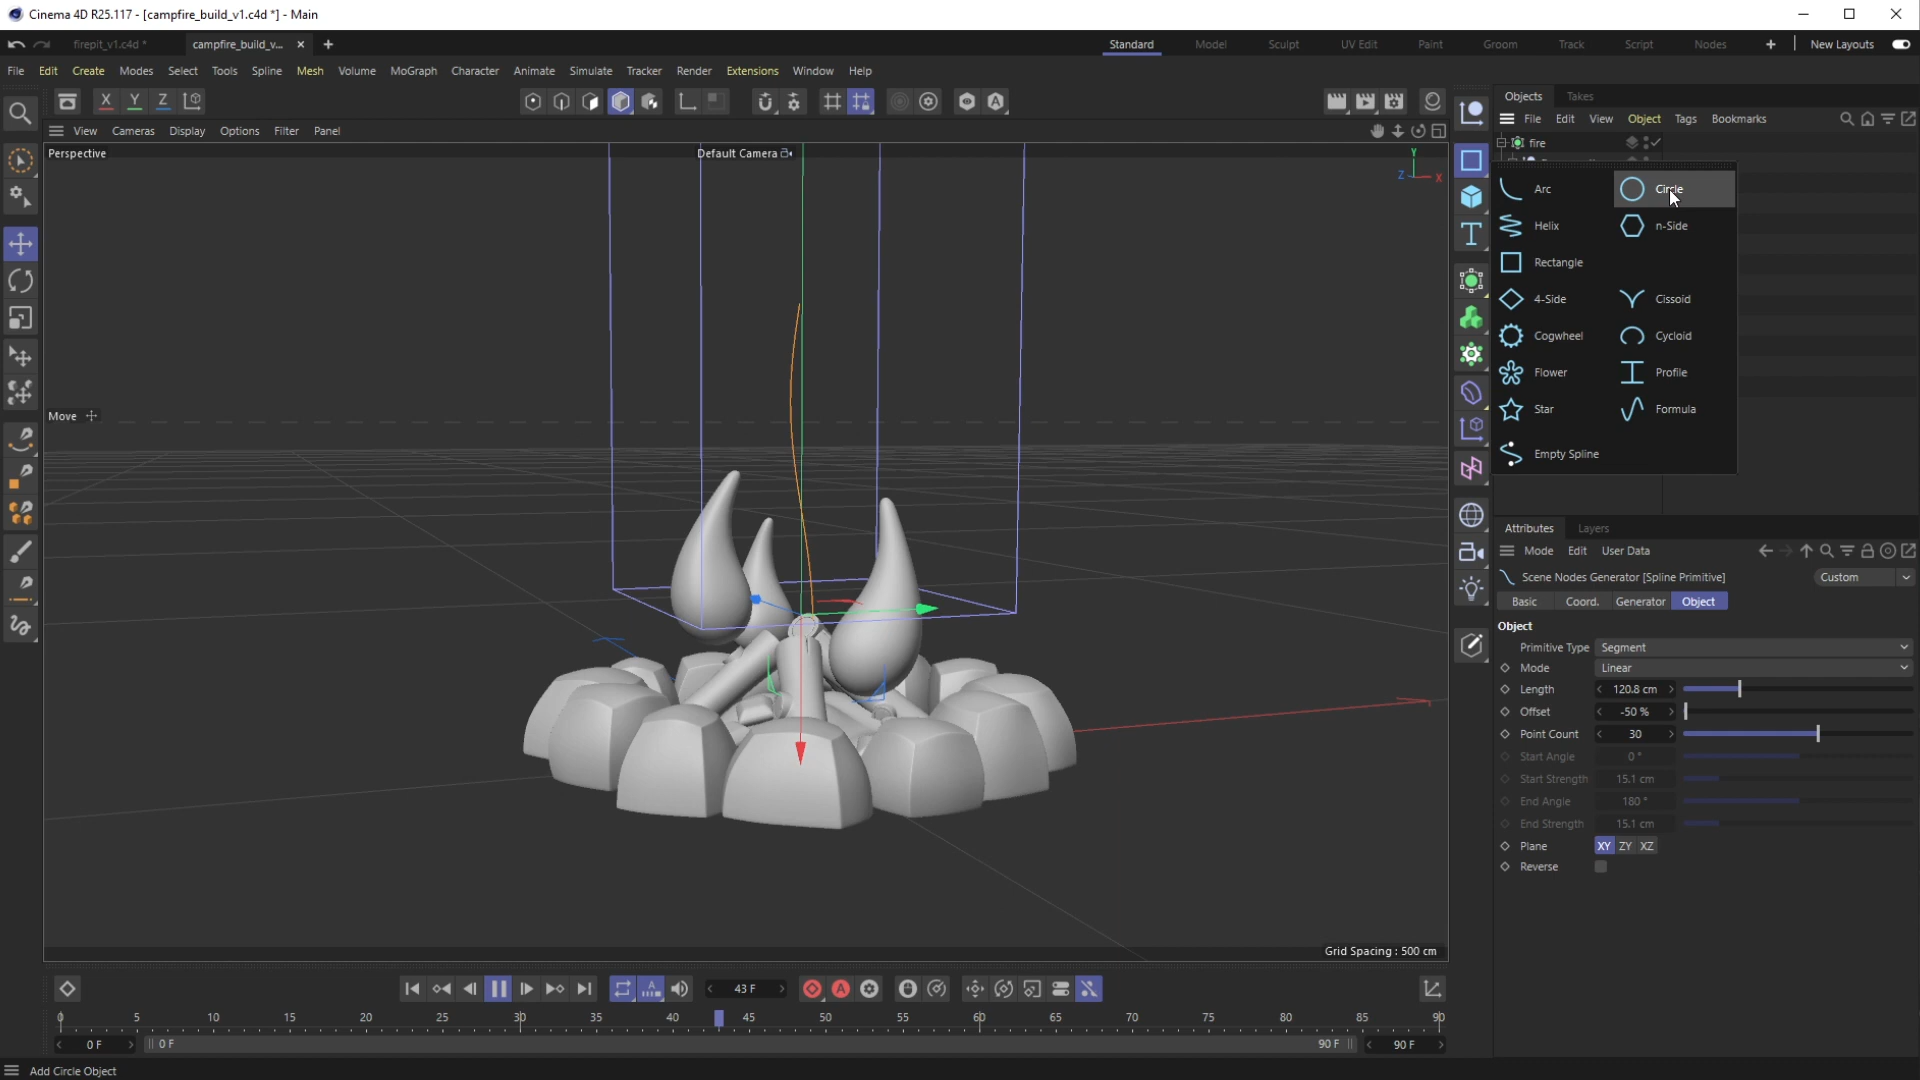 Cinema 4D R25.117 - [campfire_build_v1.c4d *] - Main
firepit_v1.c4d *
campfire_build_v...
Standard
Model
Sculpt
UV Edit
Paint
Groom
Track
Script
Nodes
New Layouts
File Edit Create Modes Select Tools Spline Mesh Volume MoGraph Character Animate Simulate Tracker Render Extensions Window Help
X Y Z
Objects Takes
View Cameras Display Options Filter Panel
File Edit View Object Tags Bookmarks
Perspective
Default Camera
Y
Z X
fire
Arc
Circle
Helix
n-Side
Rectangle
4-Side
Cissoid
Cogwheel
Cycloid
Flower
Profile
Star
Formula
Empty Spline
Move
Attributes Layers
Mode Edit User Data
Scene Nodes Generator [Spline Primitive]
Custom
Basic Coord. Generator Object
Object
Primitive Type Segment
Mode Linear
Length 120.8 cm
Offset -50 %
Point Count 30
Start Angle 0 °
Start Strength 15.1 cm
End Angle 180 °
End Strength 15.1 cm
Plane XY ZY XZ
Reverse
Grid Spacing : 500 cm
43 F
0 5 10 15 20 25 30 35 40 45 50 55 60 65 70 75 80 85 90
0 F
0 F
90 F
90 F
Add Circle Object